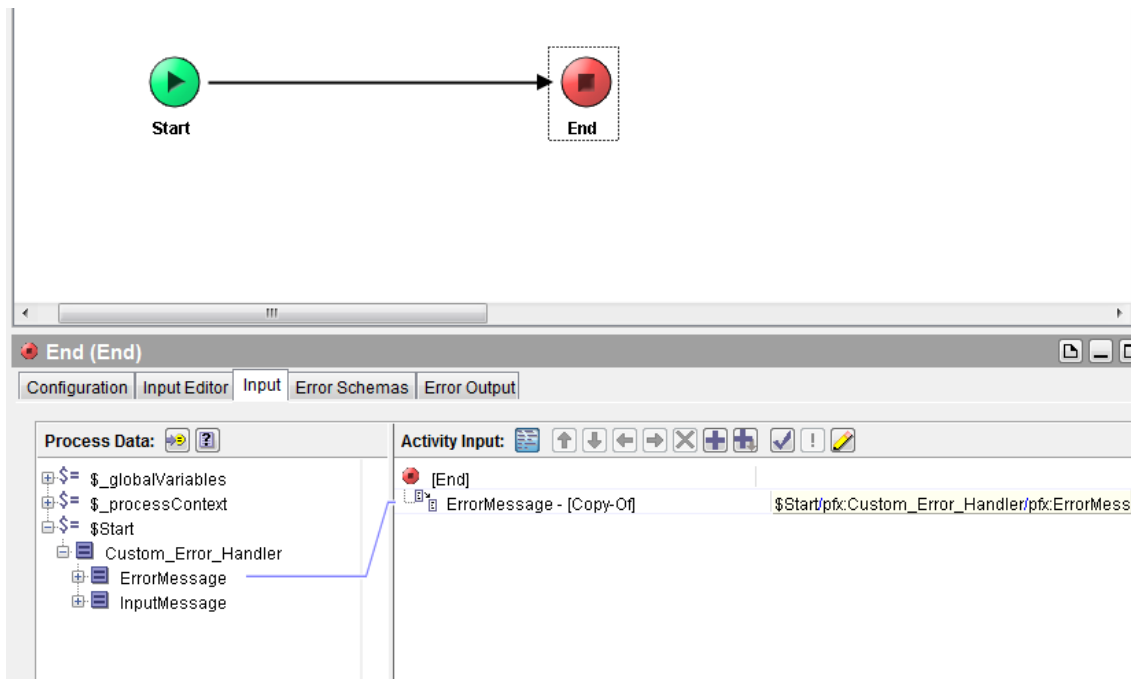 Start End
End (End)
Configuration Input Editor Input Error Schemas Error Output
Process Data: Activity Input:
$= $_globalVariables
$= $_processContext
$= $Start
Custom_Error_Handler
ErrorMessage
InputMessage
[End]
ErrorMessage - [Copy-Of] $Start/pfx:Custom_Error_Handler/pfx:ErrorMess